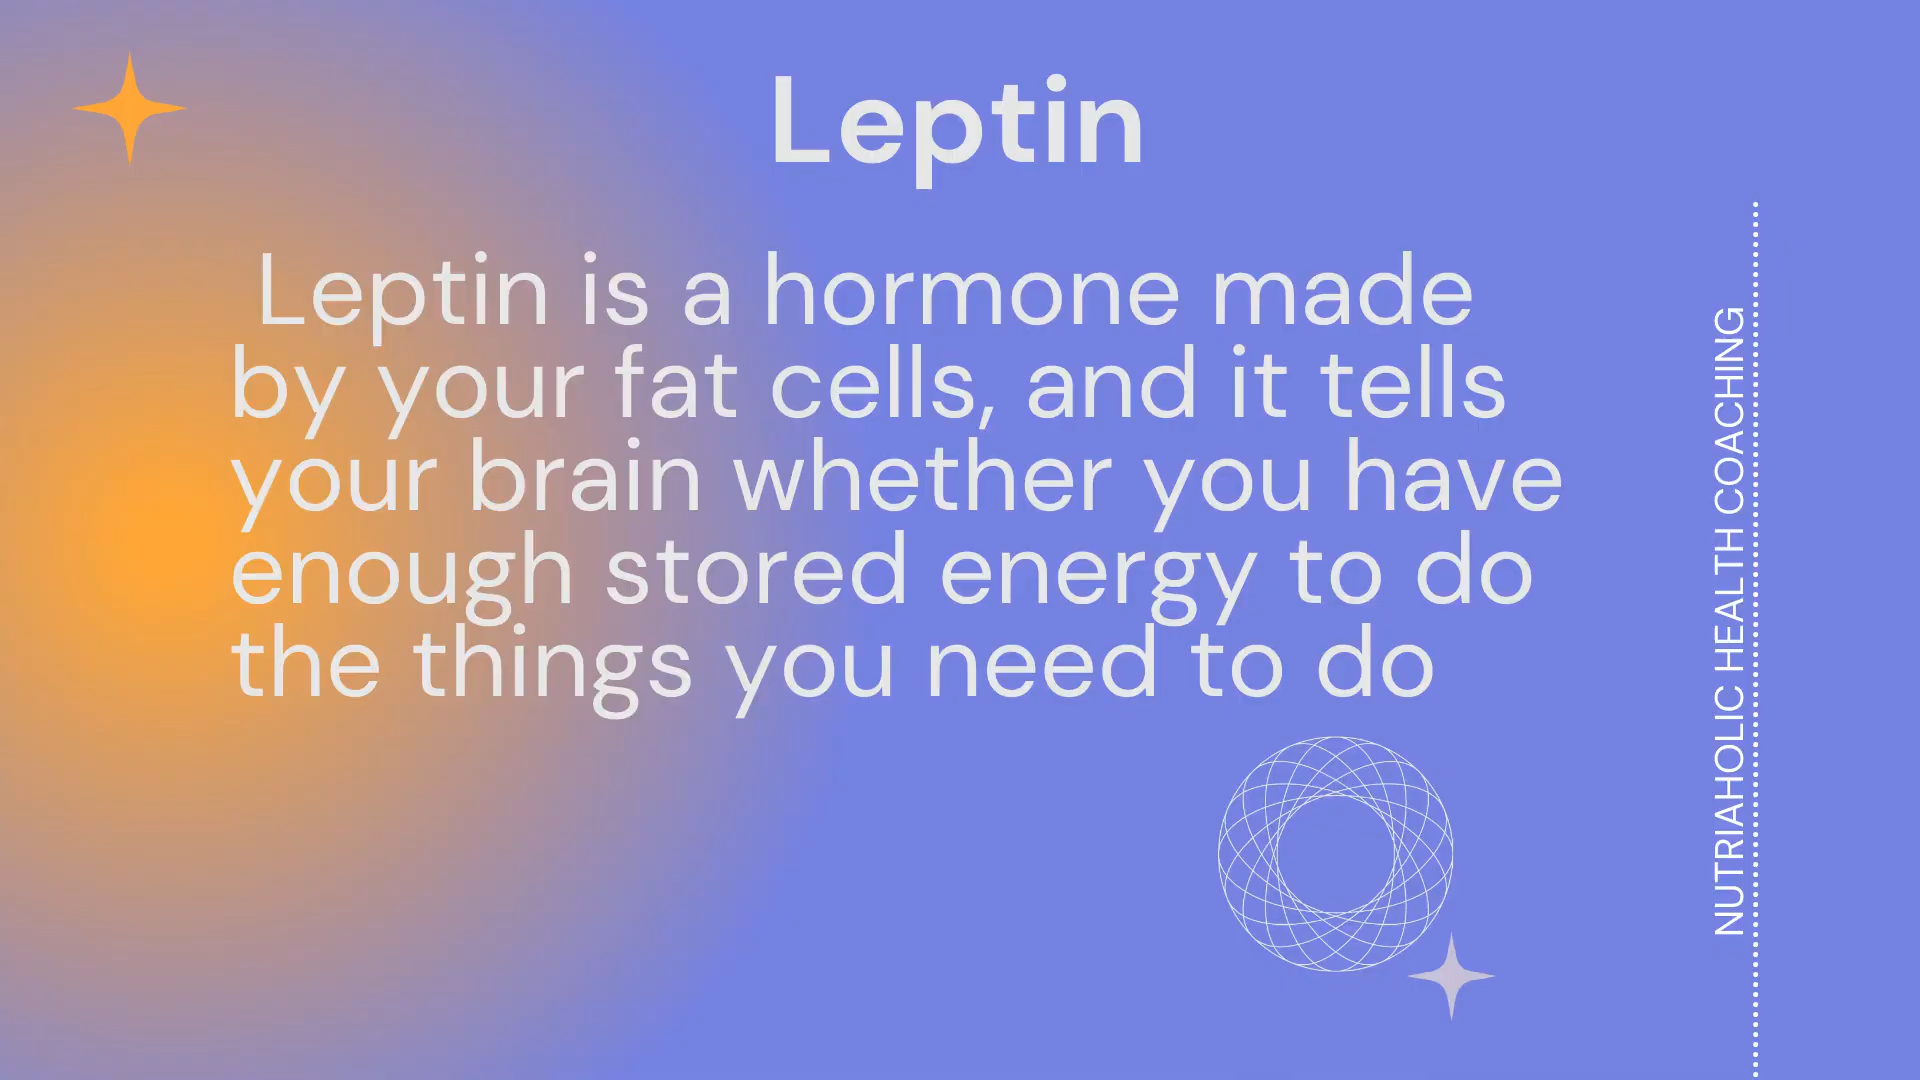 Leptin
Leptin is a hormone made
by your fat cells, and it tells
your brain whether you have
enough stored energy to do
the things you need to do
NUTRIAHOLIC HEALTH COACHING